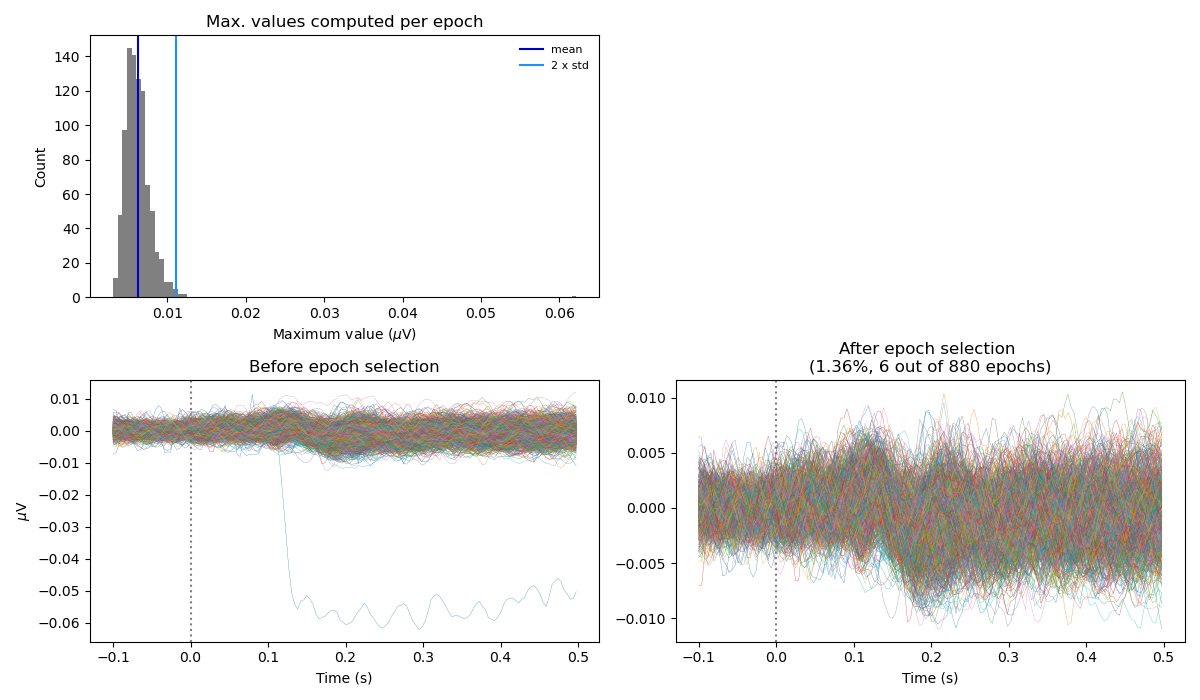 Max. values computed per epoch
140
120
100
80
60
40
20
0
Count
mean
2 x std
0.01 0.02 0.03 0.04 0.05 0.06
Maximum value (μV)
Before epoch selection
0.01
0.00
−0.01
−0.02
−0.03
−0.04
−0.05
−0.06
μV
−0.1 0.0 0.1 0.2 0.3 0.4 0.5
Time (s)
After epoch selection
(1.36%, 6 out of 880 epochs)
0.010
0.005
0.000
−0.005
−0.010
−0.1 0.0 0.1 0.2 0.3 0.4 0.5
Time (s)